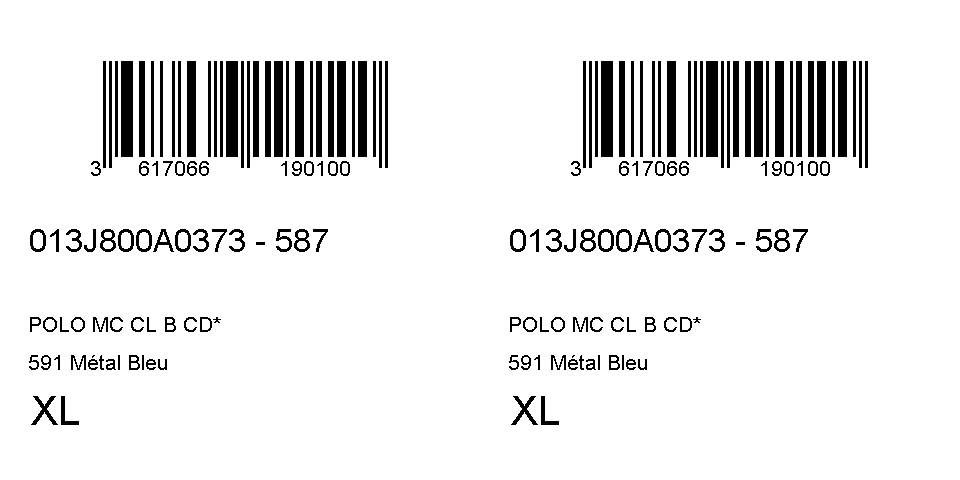 3 617066 190100
013J800A0373 - 587
POLO MC CL B CD*
591 Métal Bleu
XL
3 617066 190100
013J800A0373 - 587
POLO MC CL B CD*
591 Métal Bleu
XL